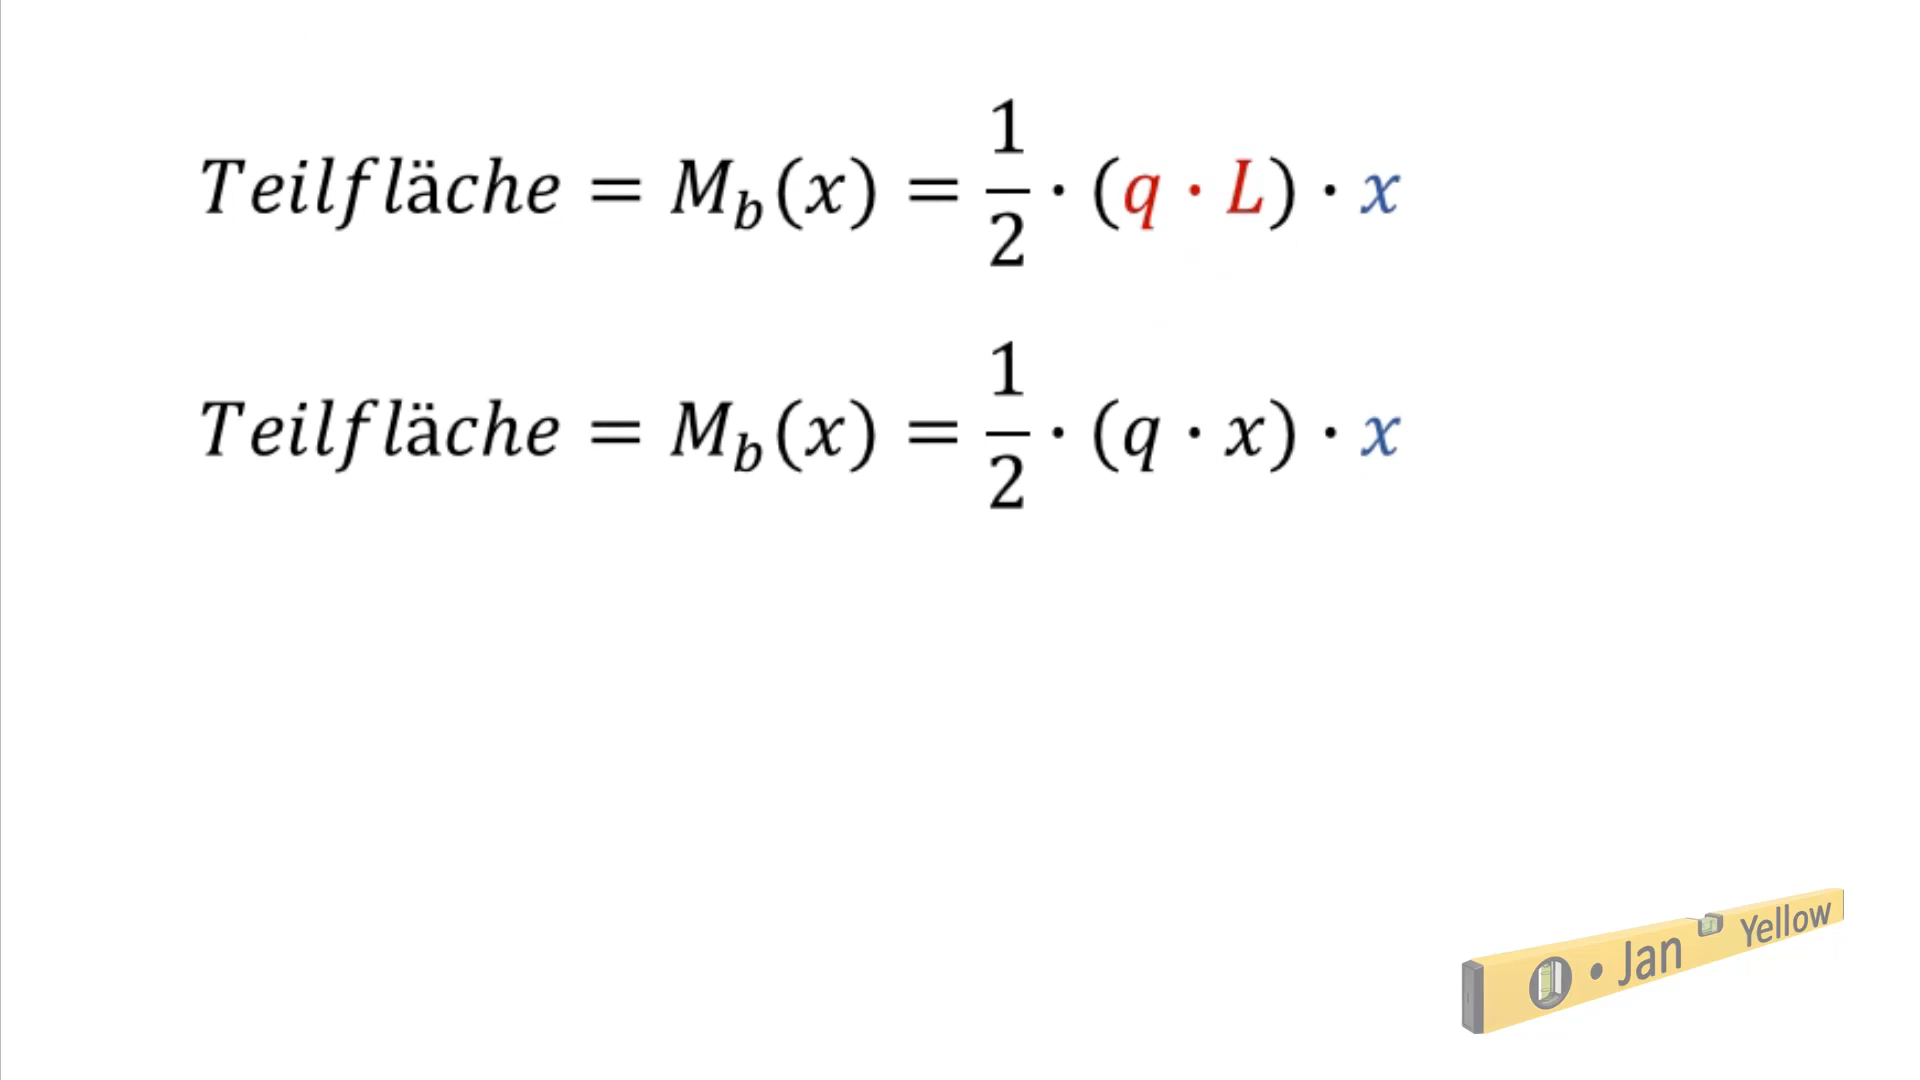 Teilfläche = M_b(x) = 1/2 · (q · L) · x
Teilfläche = M_b(x) = 1/2 · (q · x) · x
• Jan Yellow